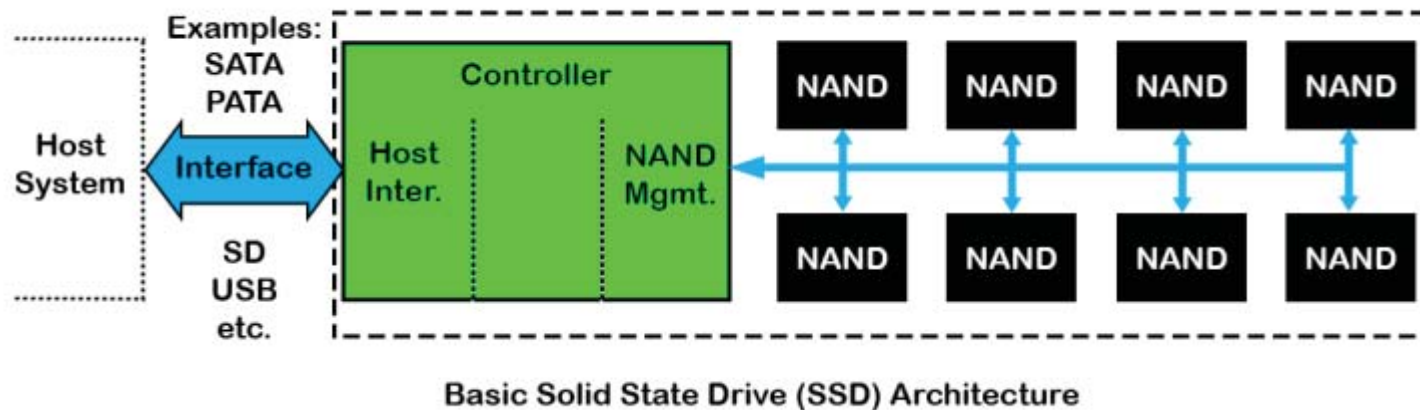 Examples:
SATA
PATA
Host
System
Interface
SD
USB
etc.
Controller
Host
Inter.
NAND
Mgmt.
NAND NAND NAND NAND
NAND NAND NAND NAND
Basic Solid State Drive (SSD) Architecture